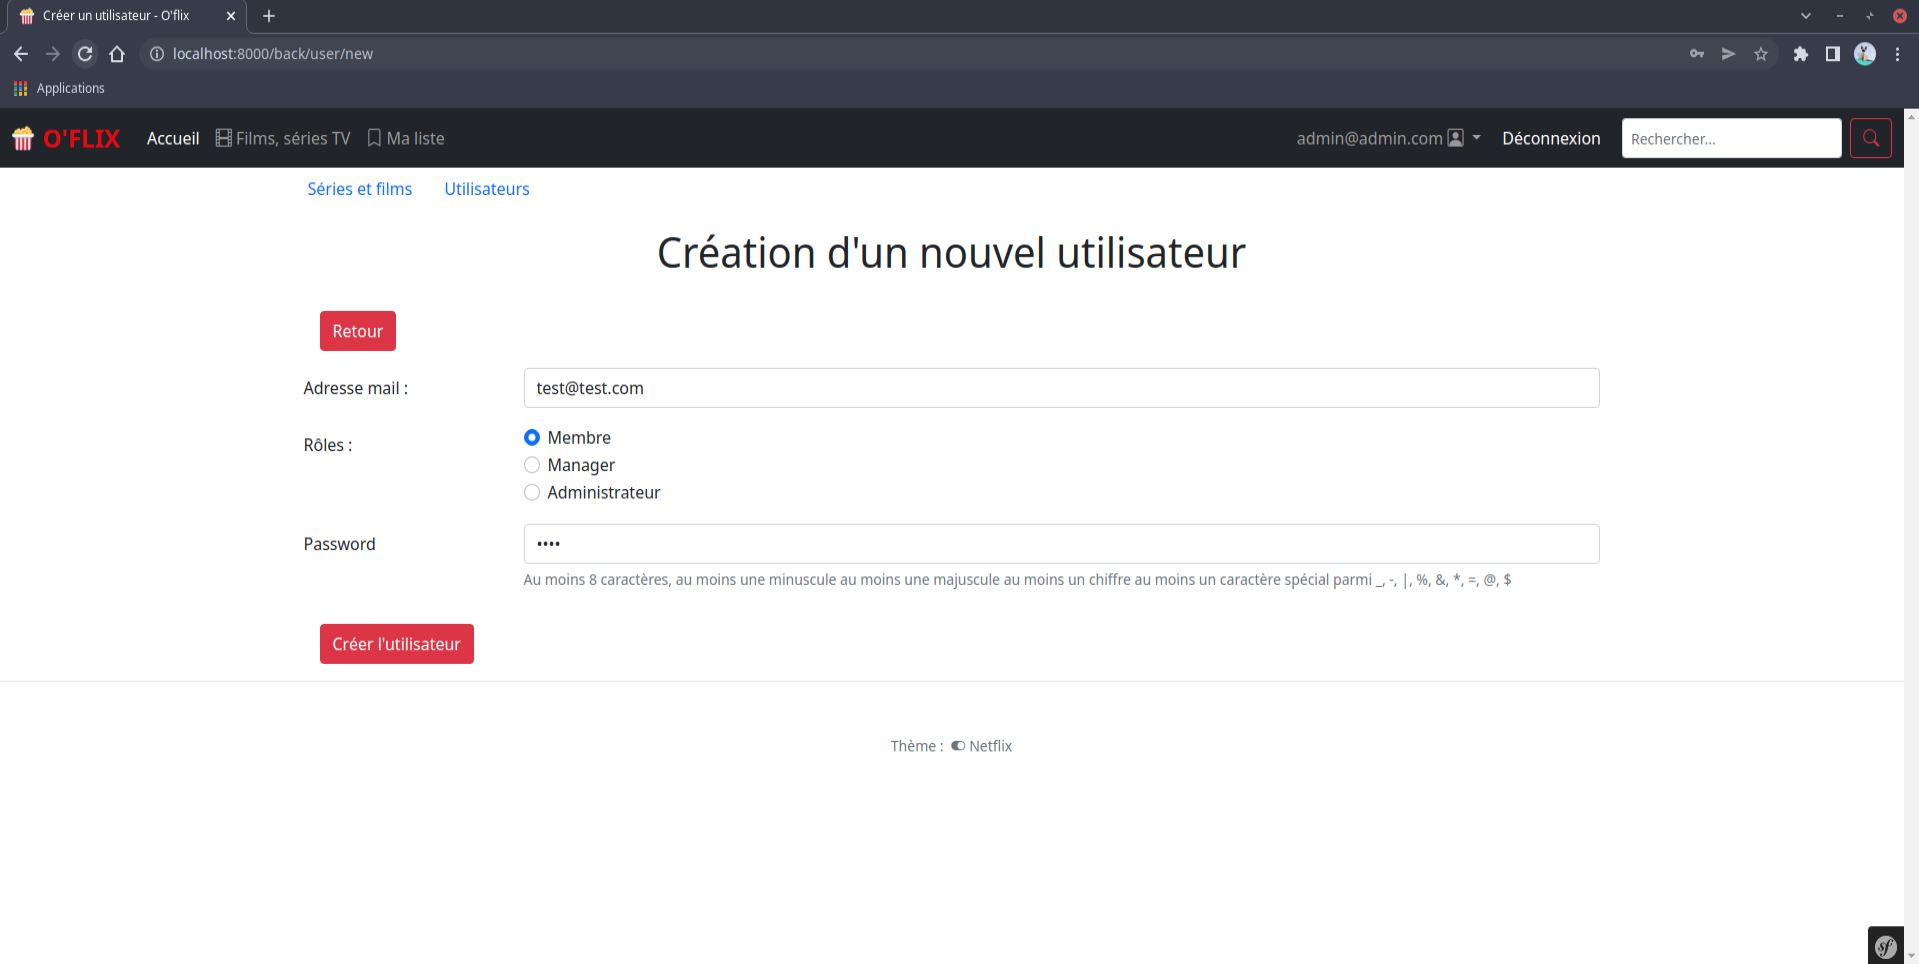 Créer un utilisateur - O'flix
localhost:8000/back/user/new
Applications
O'FLIX Accueil Films, séries TV Ma liste admin@admin.com Déconnexion Rechercher...
Séries et films Utilisateurs
Création d'un nouvel utilisateur
Retour
Adresse mail : test@test.com
Rôles : Membre
Manager
Administrateur
Password ••••
Au moins 8 caractères, au moins une minuscule au moins une majuscule au moins un chiffre au moins un caractère spécial parmi _, -, |, %, &, *, =, @, $
Créer l'utilisateur
Thème : Netflix
sf